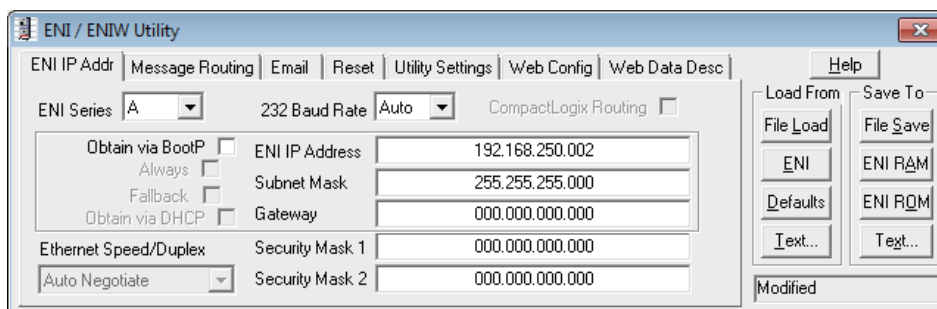 ENI / ENIW Utility
ENI IP Addr Message Routing Email Reset Utility Settings Web Config Web Data Desc Help
ENI Series A 232 Baud Rate Auto CompactLogix Routing Load From Save To
Obtain via BootP ENI IP Address 192.168.250.002 File Load File Save
Always
Fallback Subnet Mask 255.255.255.000 ENI ENI RAM
Obtain via DHCP Gateway 000.000.000.000 Defaults ENI ROM
Ethernet Speed/Duplex Security Mask 1 000.000.000.000 Text... Text...
Auto Negotiate Security Mask 2 000.000.000.000 Modified